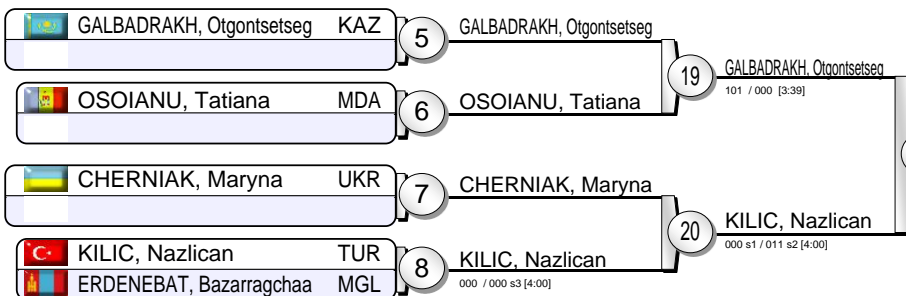 GALBADRAKH, Otgontsetseg KAZ
5
GALBADRAKH, Otgontsetseg
19
GALBADRAKH, Otgontsetseg
101 / 000 [3:39]
OSOIANU, Tatiana MDA
6
OSOIANU, Tatiana
CHERNIAK, Maryna UKR
7
CHERNIAK, Maryna
20
KILIC, Nazlican
000 s1 / 011 s2 [4:00]
KILIC, Nazlican TUR
ERDENEBAT, Bazarragchaa MGL
8
KILIC, Nazlican
000 / 000 s3 [4:00]